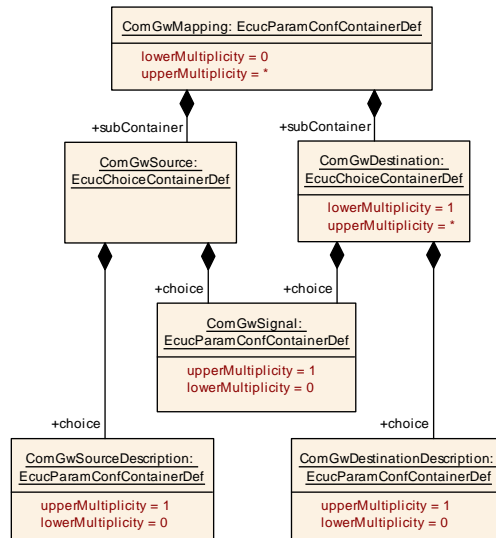 ComGwMapping: EcucParamConfContainerDef
lowerMultiplicity = 0
upperMultiplicity = *
+subContainer
+subContainer
ComGwSource:
EcucChoiceContainerDef
ComGwDestination:
EcucChoiceContainerDef
lowerMultiplicity = 1
upperMultiplicity = *
+choice
+choice
ComGwSignal:
EcucParamConfContainerDef
upperMultiplicity = 1
lowerMultiplicity = 0
+choice
+choice
ComGwSourceDescription:
EcucParamConfContainerDef
upperMultiplicity = 1
lowerMultiplicity = 0
ComGwDestinationDescription:
EcucParamConfContainerDef
upperMultiplicity = 1
lowerMultiplicity = 0